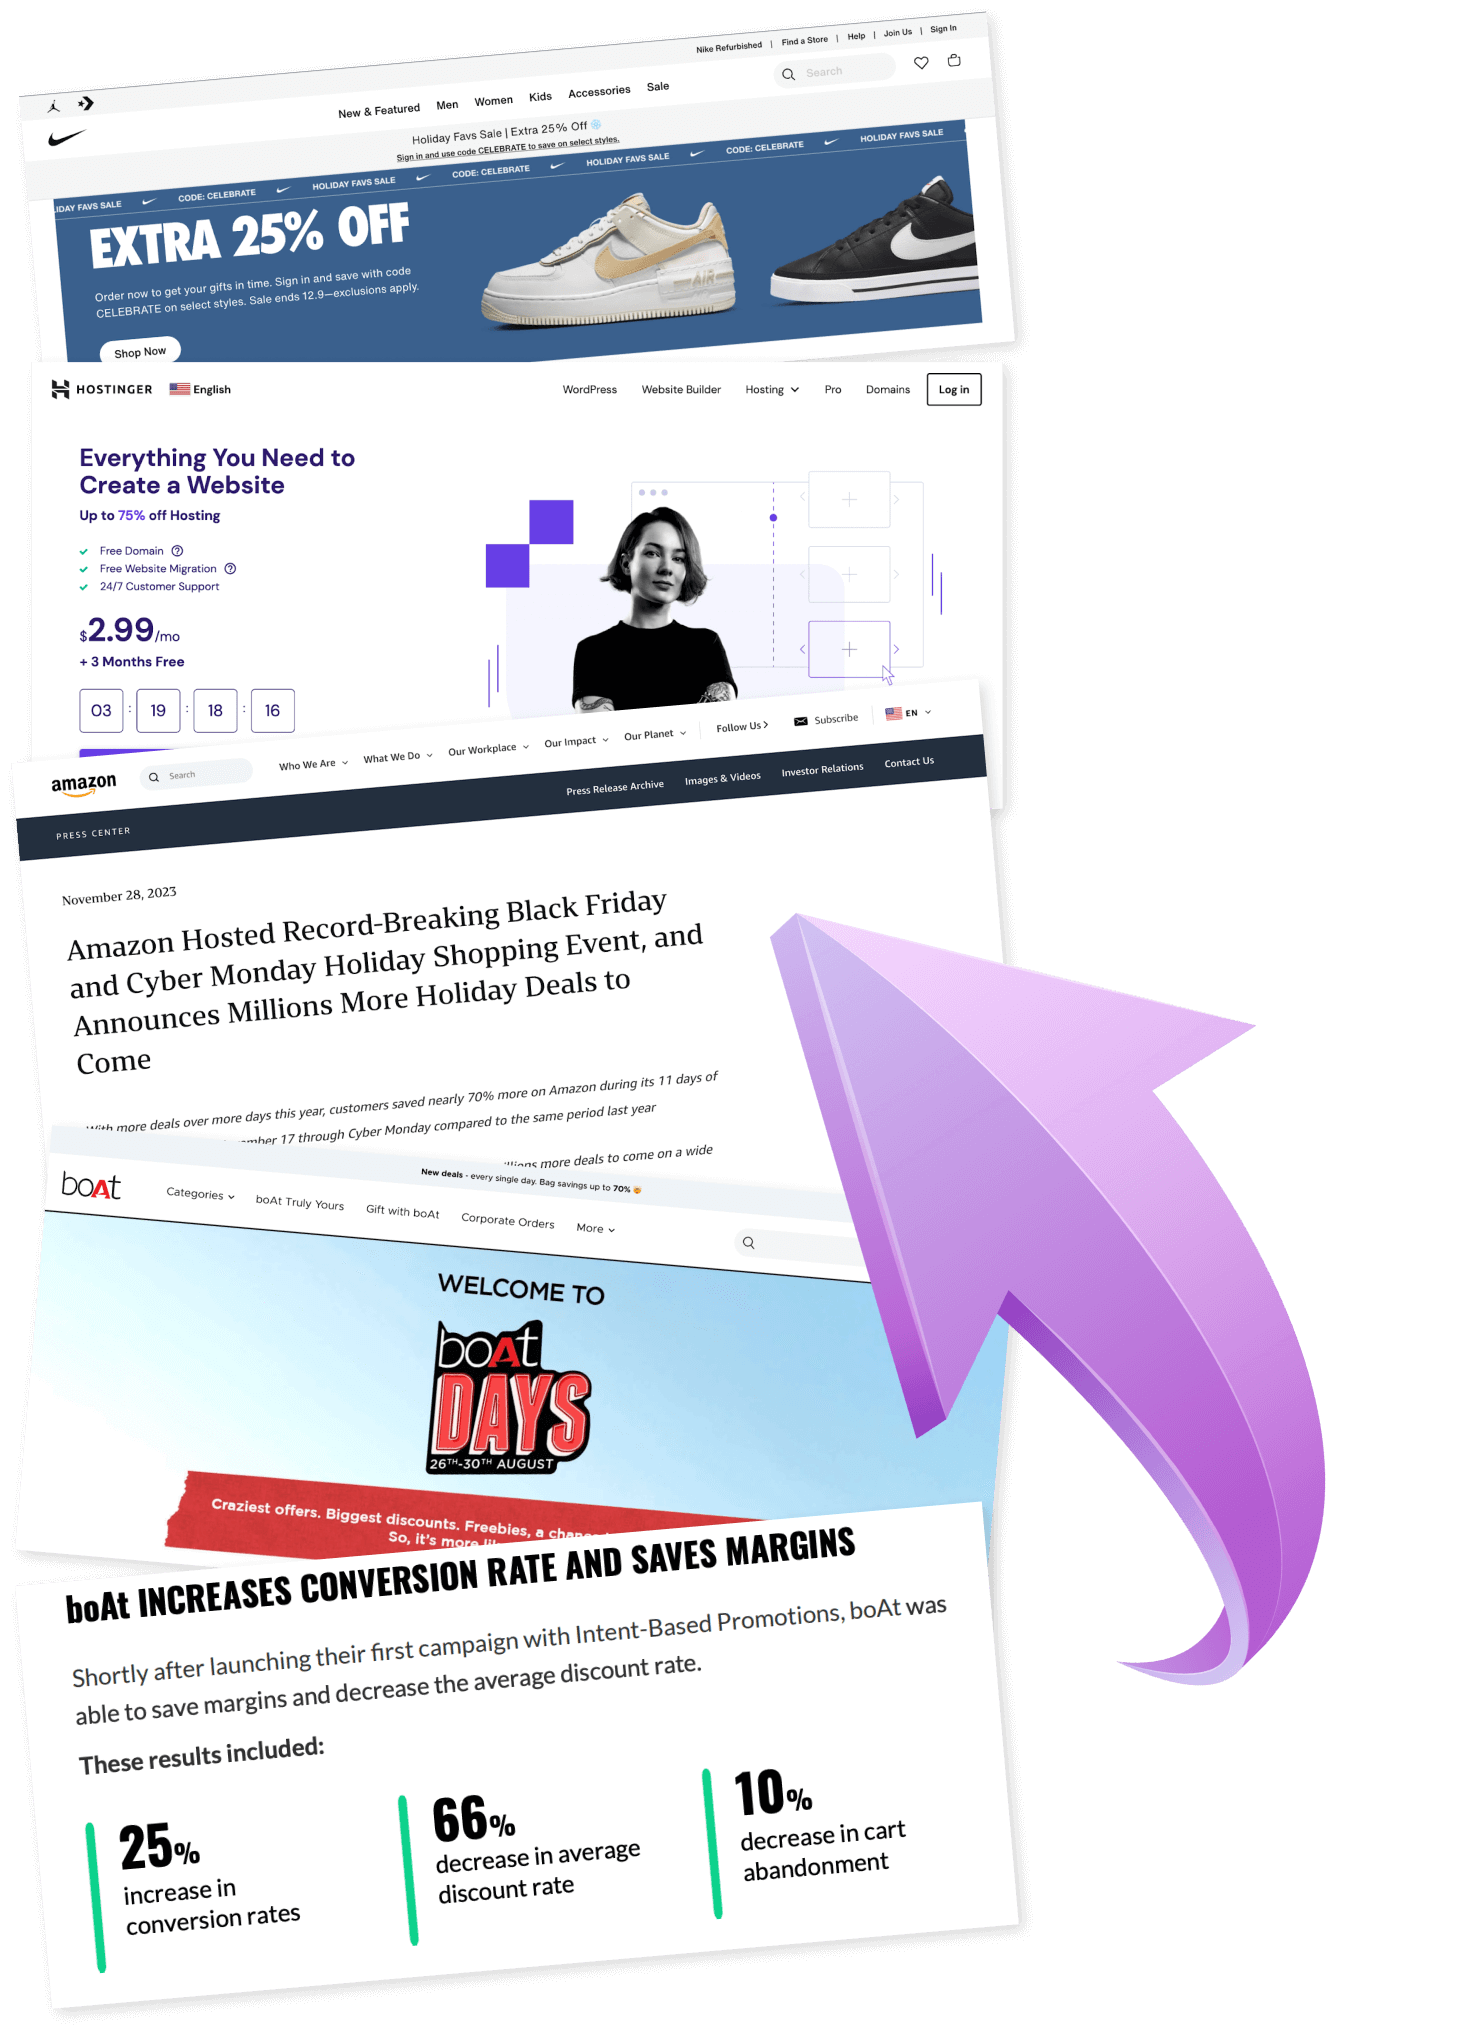 Nike Refurbished | Find a Store | Help | Join Us | Sign In
New & Featured Men Women Kids Accessories Sale
Search
Holiday Favs Sale | Extra 25% Off
Sign in and use code CELEBRATE to save on select styles.
IDAY FAVS SALE CODE: CELEBRATE HOLIDAY FAVS SALE CODE: CELEBRATE HOLIDAY FAVS SALE CODE: CELEBRATE HOLIDAY FAVS SALE
EXTRA 25% OFF
Order now to get your gifts in time. Sign in and save with code
CELEBRATE on select styles. Sale ends 12.9—exclusions apply.
Shop Now
AIR
HOSTINGER English
WordPress Website Builder Hosting Pro Domains Log in
Everything You Need to
Create a Website
Up to 75% off Hosting
Free Domain
Free Website Migration
24/7 Customer Support
$2.99/mo
+ 3 Months Free
03 : 19 : 18 : 16
amazon Search Who We Are What We Do Our Workplace Our Impact Our Planet Follow Us Subscribe EN
PRESS CENTER
Press Release Archive Images & Videos Investor Relations Contact Us
November 28, 2023
Amazon Hosted Record-Breaking Black Friday
and Cyber Monday Holiday Shopping Event, and
Announces Millions More Holiday Deals to
Come
With more deals over more days this year, customers saved nearly 70% more on Amazon during its 11 days of
17 through Cyber Monday compared to the same period last year
more deals to come on a wide
New deals - every single day. Bag savings up to 70% 🤯
boAt Categories boAt Truly Yours Gift with boAt Corporate Orders More
WELCOME TO
boAt
DAYS
26TH-30TH AUGUST
Craziest offers. Biggest discounts. Freebies, a
So, it's more
boAt INCREASES CONVERSION RATE AND SAVES MARGINS
Shortly after launching their first campaign with Intent-Based Promotions, boAt was
able to save margins and decrease the average discount rate.
These results included:
25%
increase in
conversion rates
66%
decrease in average
discount rate
10%
decrease in cart
abandonment